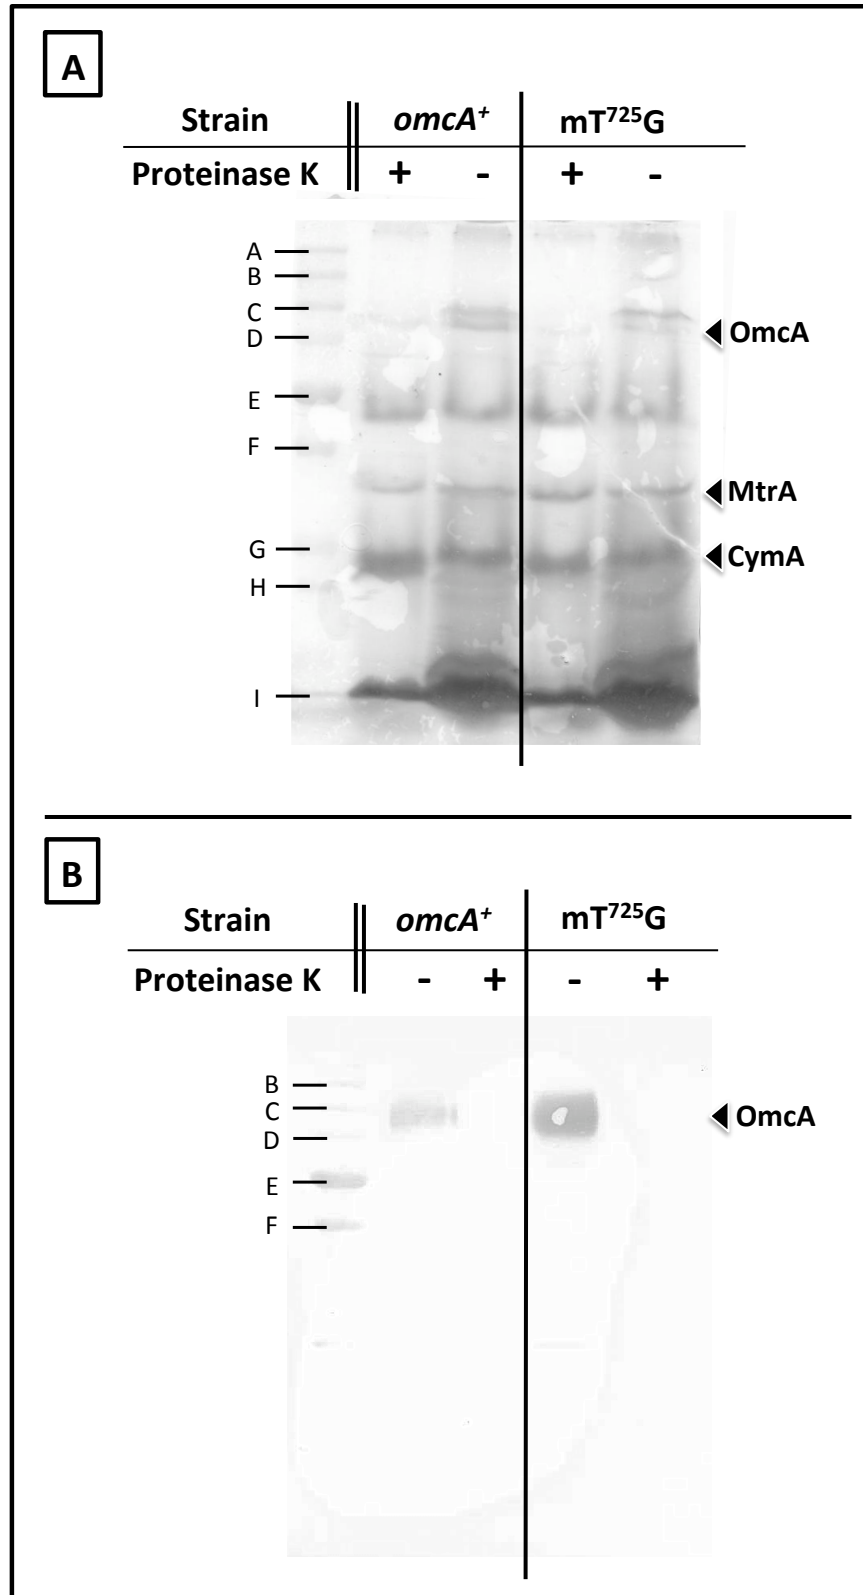 A
Strain omcA⁺ mT⁷²⁵G
Proteinase K + - + -
A
B
C
D
OmcA
E
F
MtrA
G
CymA
H
I
B
Strain omcA⁺ mT⁷²⁵G
Proteinase K - + - +
B
C
OmcA
D
E
F